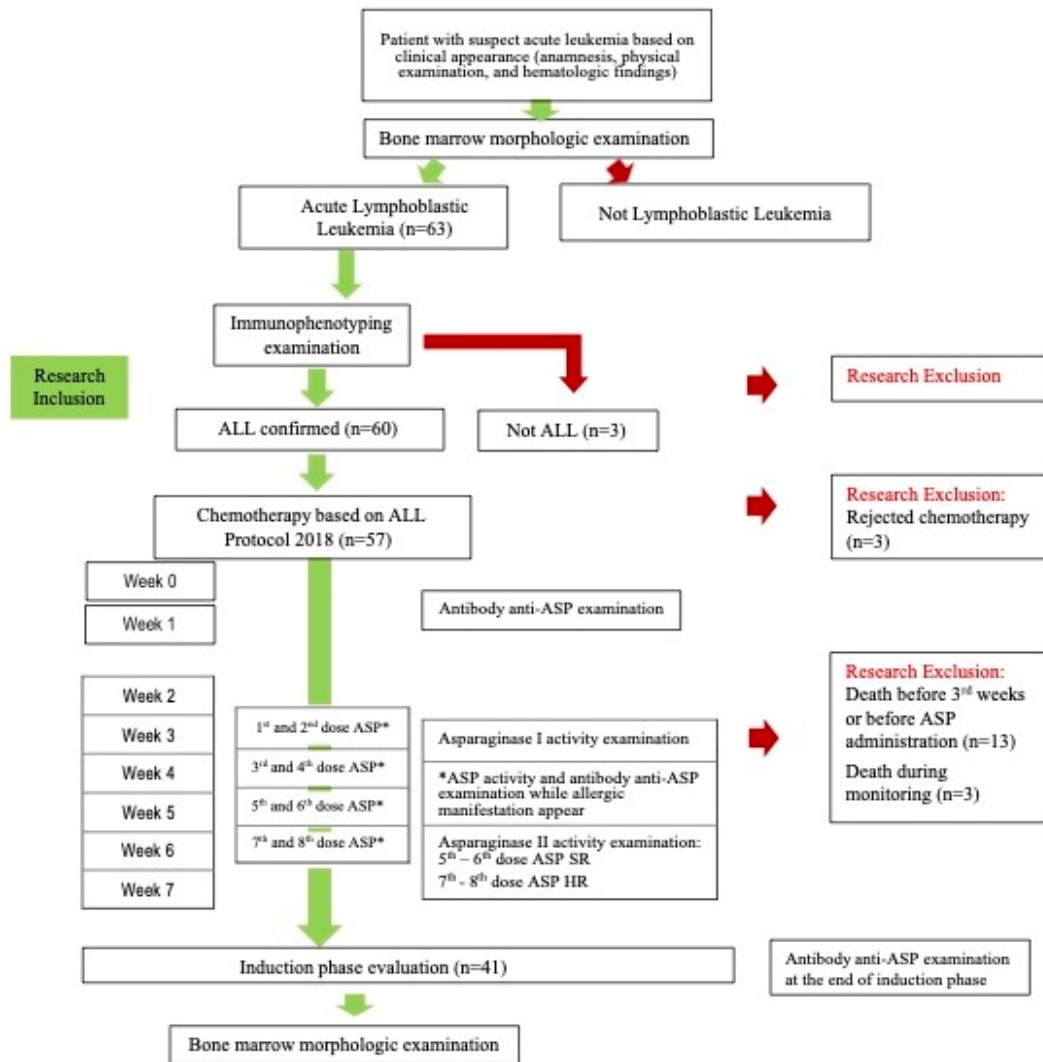 Patient with suspect acute leukemia based on
clinical appearance (anamnesis, physical
examination, and hematologic findings)
Bone marrow morphologic examination
Acute Lymphoblastic
Leukemia (n=63)
Not Lymphoblastic Leukemia
Immunophenotyping
examination
Research
Inclusion
Research Exclusion
ALL confirmed (n=60)
Not ALL (n=3)
Chemotherapy based on ALL
Protocol 2018 (n=57)
Research Exclusion:
Rejected chemotherapy
(n=3)
Week 0
Week 1
Antibody anti-ASP examination
Week 2
Week 3
Week 4
Week 5
Week 6
Week 7
1st and 2nd dose ASP*
3rd and 4th dose ASP*
5th and 6th dose ASP*
7th and 8th dose ASP*
Asparaginase I activity examination
*ASP activity and antibody anti-ASP
examination while allergic
manifestation appear
Asparaginase II activity examination:
5th – 6th dose ASP SR
7th - 8th dose ASP HR
Research Exclusion:
Death before 3rd weeks
or before ASP
administration (n=13)
Death during
monitoring (n=3)
Induction phase evaluation (n=41)
Antibody anti-ASP examination
at the end of induction phase
Bone marrow morphologic examination